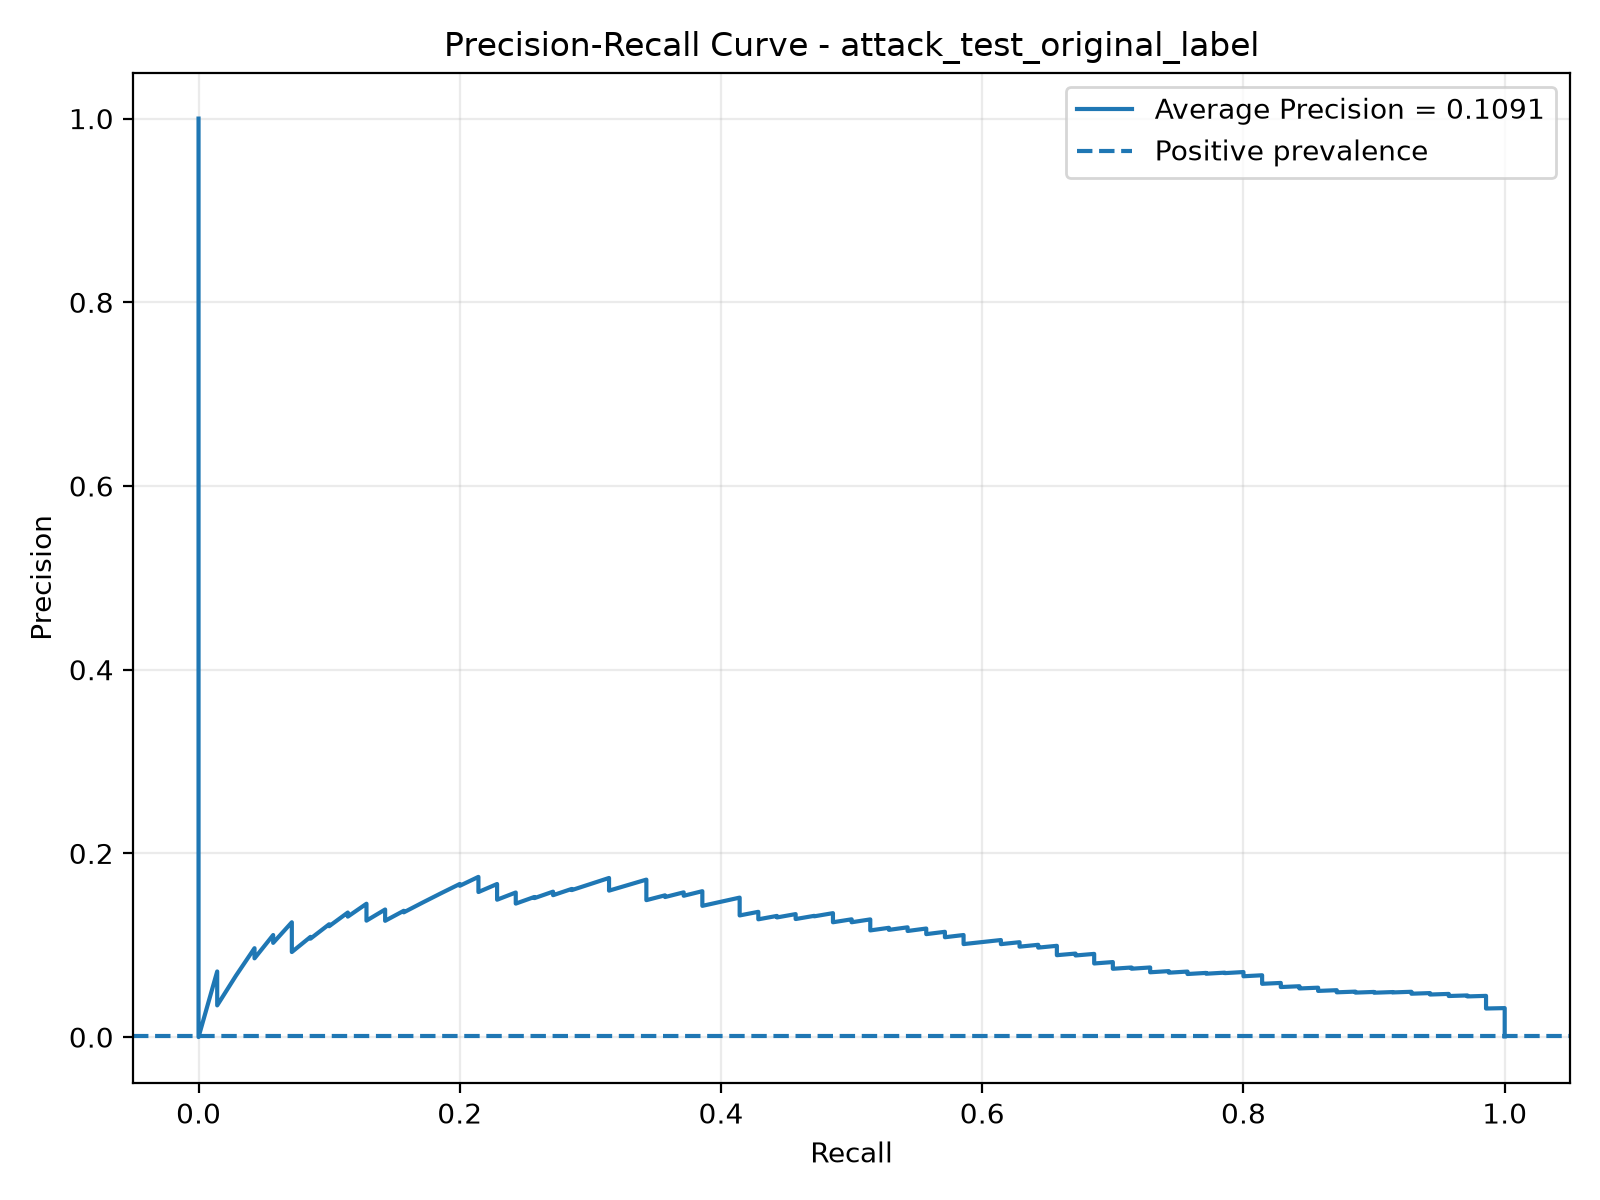 Precision-Recall Curve - attack_test_original_label
Average Precision = 0.1091
Positive prevalence
1.0
0.8
0.6
0.4
0.2
0.0
Precision
0.0 0.2 0.4 0.6 0.8 1.0
Recall